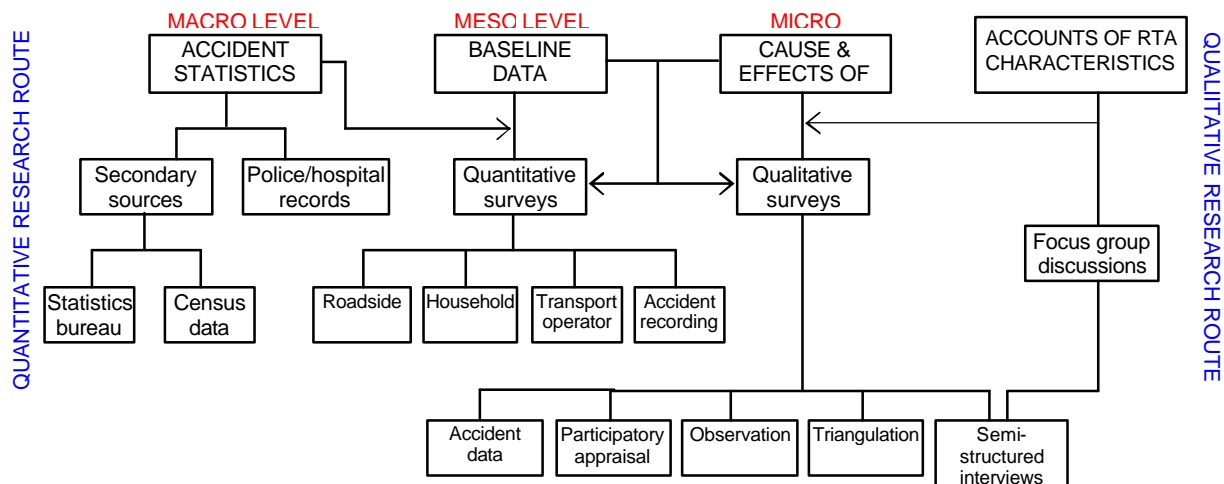 MACRO LEVEL
MESO LEVEL
MICRO
QUANTITATIVE RESEARCH ROUTE
ACCIDENT
STATISTICS
BASELINE
DATA
CAUSE &
EFFECTS OF
ACCOUNTS OF RTA
CHARACTERISTICS
QUALIITATIVE RESEARCH ROUTE
Secondary
sources
Police/hospital
records
Quantitative
surveys
Qualitative
surveys
Focus group
discussions
Statistics
bureau
Census
data
Roadside
Household
Transport
operator
Accident
recording
Accident
data
Participatory
appraisal
Observation
Triangulation
Semi-
structured
interviews